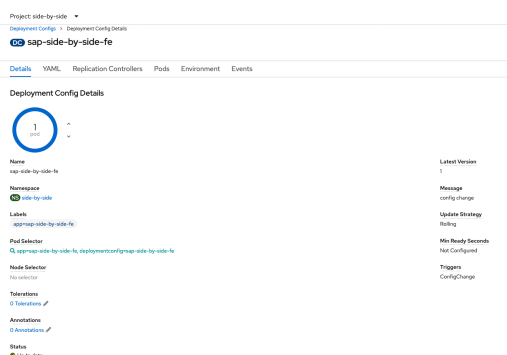 Project: side-by-side
Deployment Configs > Deployment Config Details
DC sap-side-by-side-fe
Details YAML Replication Controllers Pods Environment Events
Deployment Config Details
1
pod
Name
sap-side-by-side-fe
Latest Version
1
Namespace
NS side-by-side
Message
config change
Labels
app=sap-side-by-side-fe
Update Strategy
Rolling
Pod Selector
app=sap-side-by-side-fe, deploymentconfig=sap-side-by-side-fe
Min Ready Seconds
Not Configured
Node Selector
No selector
Triggers
ConfigChange
Tolerations
0 Tolerations
Annotations
0 Annotations
Status
Up to date